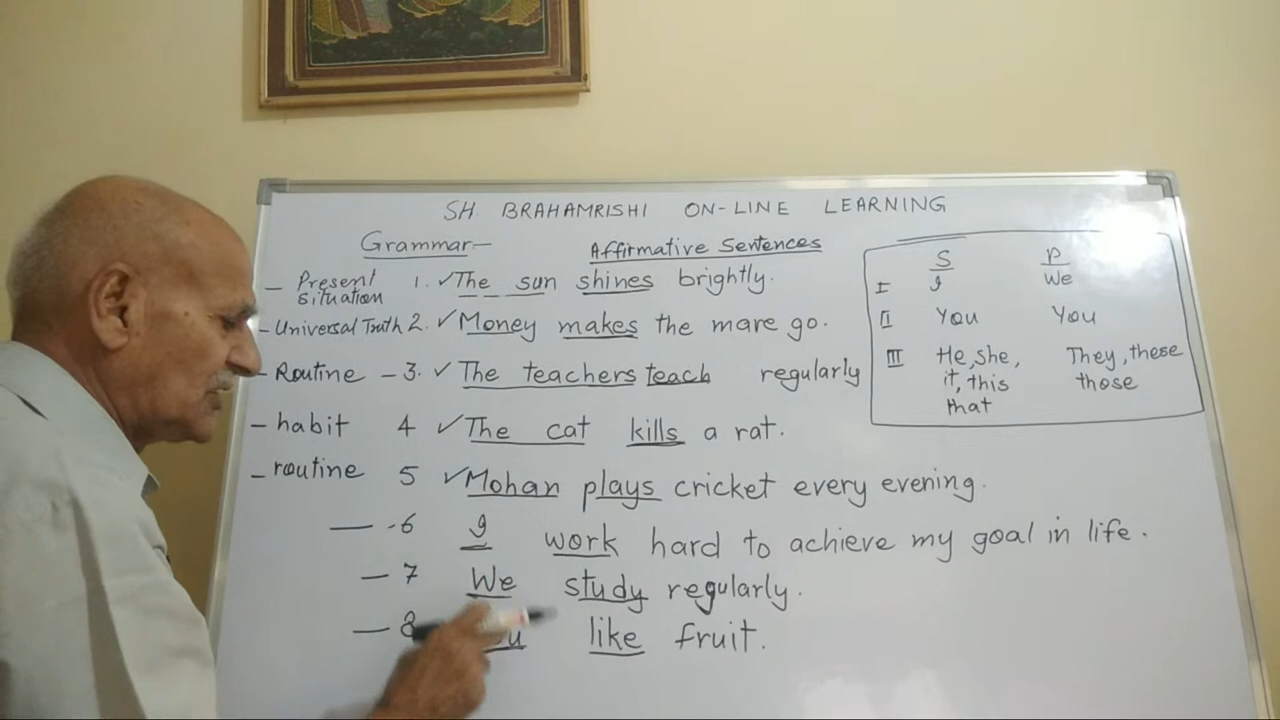 SH. BRAHAMRISHI ON-LINE LEARNING
Grammar— Affirmative Sentences
— Present situation 1. ✓The sun shines brightly.
- Universal Truth 2. ✓ Money makes the mare go.
- Routine - 3. ✓ The teachers teach regularly
- habit 4 ✓ The cat kills a rat.
- routine 5 ✓Mohan plays cricket every evening.
— -6 I work hard to achieve my goal in life.
— 7 We study regularly.
— 8 like fruit.
S P
I I We
II You You
III He, she, They, these
it, this those
that